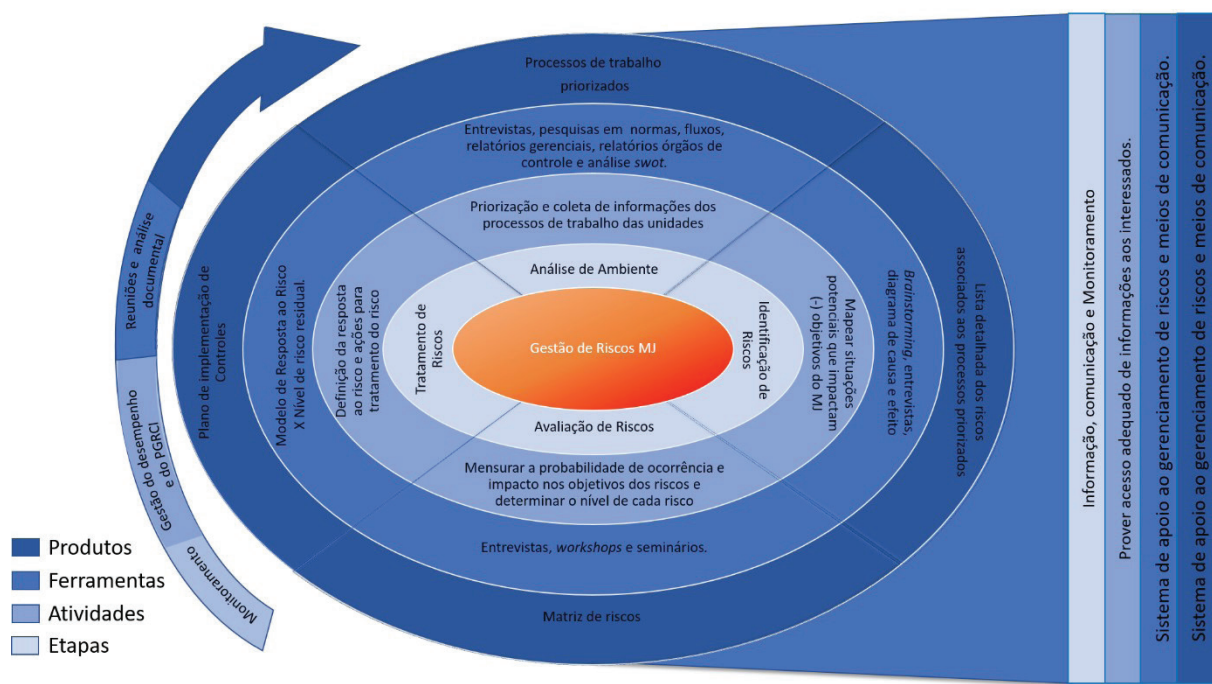 Processos de trabalho
priorizados
Entrevistas, pesquisas em normas, fluxos,
relatórios gerenciais, relatórios órgãos de
controle e análise swot.
Priorização e coleta de informações dos
processos de trabalho das unidades
Análise de Ambiente
Gestão de Riscos MJ
Identificação de
Riscos
Mapear situações
potenciais que impactam
(-) objetivos do MJ
Brainstorming, entrevistas,
diagrama de causa e efeito
Lista detalhada dos riscos
associados aos processos priorizados
Avaliação de Riscos
Mensurar a probabilidade de ocorrência e
impacto nos objetivos dos riscos e
determinar o nível de cada risco
Entrevistas, workshops e seminários.
Matriz de riscos
Tratamento de
Riscos
Definição da resposta
ao risco e ações para
tratamento do risco
Modelo de Resposta ao Risco
X Nível de risco residual.
Plano de implementação de
Controles
Reuniões e análise
documental
Gestão do desempenho
e do PGRCI
Monitoramento
Informação, comunicação e Monitoramento
Prover acesso adequado de informações aos interessados.
Sistema de apoio ao gerenciamento de riscos e meios de comunicação.
Sistema de apoio ao gerenciamento de riscos e meios de comunicação.
Produtos
Ferramentas
Atividades
Etapas